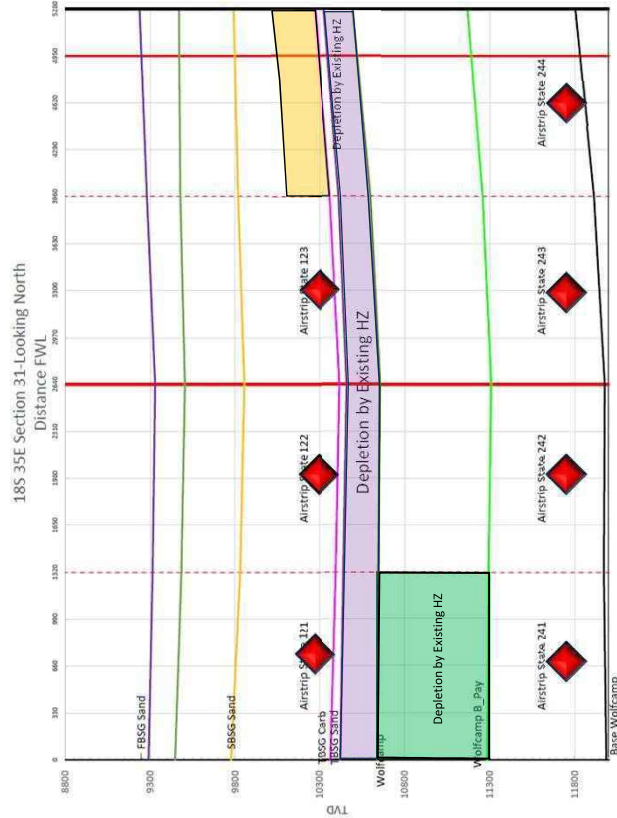 18S 35E Section 31-Looking North
Distance FWL
0
330
660
990
1320
1650
1980
2310
2640
2970
3300
3630
3960
4290
4620
4950
5280
8800
9300
9800
10300
10800
11300
11800
TVD
FBSG Sand
SBSG Sand
TBSG Carb
TBSG Sand
Wolfcamp
Wolfcamp B_Pay
Base Wolfcamp
Airstrip State 121
Airstrip State 122
Airstrip State 123
Depletion by Existing HZ
Depletion by Existing HZ
Depletion by Existing HZ
Airstrip State 241
Airstrip State 242
Airstrip State 243
Airstrip State 244